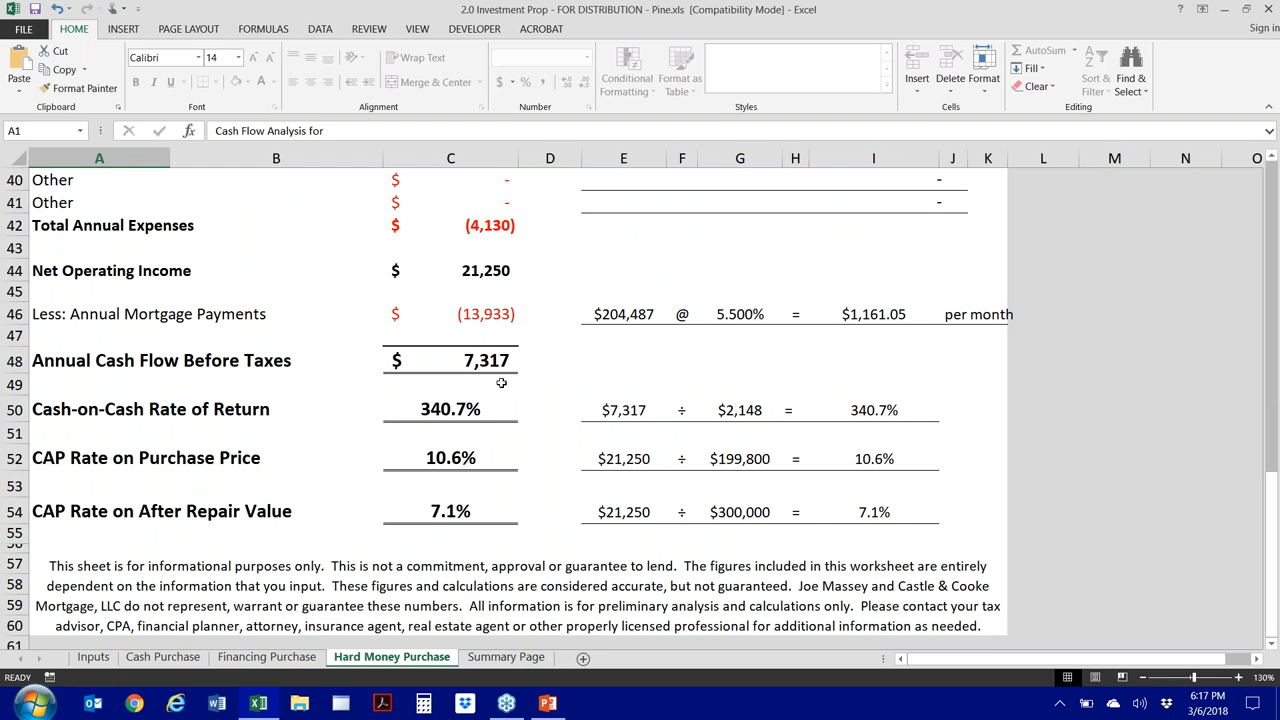 2.0 Investment Prop - FOR DISTRIBUTION - Pine.xls [Compatibility Mode] - Excel
FILE HOME INSERT PAGE LAYOUT FORMULAS DATA REVIEW VIEW DEVELOPER ACROBAT Sign in
Paste Cut Copy Format Painter
Clipboard
Calibri 14
B I U
Font
Wrap Text
Merge & Center
Alignment
$ % ,
Number
Conditional Formatting Format as Table
Styles
Insert Delete Format
Cells
AutoSum Fill Clear Sort & Filter Find & Select
Editing
A1 fx Cash Flow Analysis for
A B C D E F G H I J K L M N O
40 Other $ - -
41 Other $ - -
42 Total Annual Expenses $ (4,130)
43
44 Net Operating Income $ 21,250
45
46 Less: Annual Mortgage Payments $ (13,933) $204,487 @ 5.500% = $1,161.05 per month
47
48 Annual Cash Flow Before Taxes $ 7,317
49
50 Cash-on-Cash Rate of Return 340.7% $7,317 ÷ $2,148 = 340.7%
51
52 CAP Rate on Purchase Price 10.6% $21,250 ÷ $199,800 = 10.6%
53
54 CAP Rate on After Repair Value 7.1% $21,250 ÷ $300,000 = 7.1%
55
56
57 This sheet is for informational purposes only. This is not a commitment, approval or guarantee to lend. The figures included in this worksheet are entirely
58 dependent on the information that you input. These figures and calculations are considered accurate, but not guaranteed. Joe Massey and Castle & Cooke
59 Mortgage, LLC do not represent, warrant or guarantee these numbers. All information is for preliminary analysis and calculations only. Please contact your tax
60 advisor, CPA, financial planner, attorney, insurance agent, real estate agent or other properly licensed professional for additional information as needed.
61
Inputs Cash Purchase Financing Purchase Hard Money Purchase Summary Page
READY 130%
6:17 PM
3/6/2018